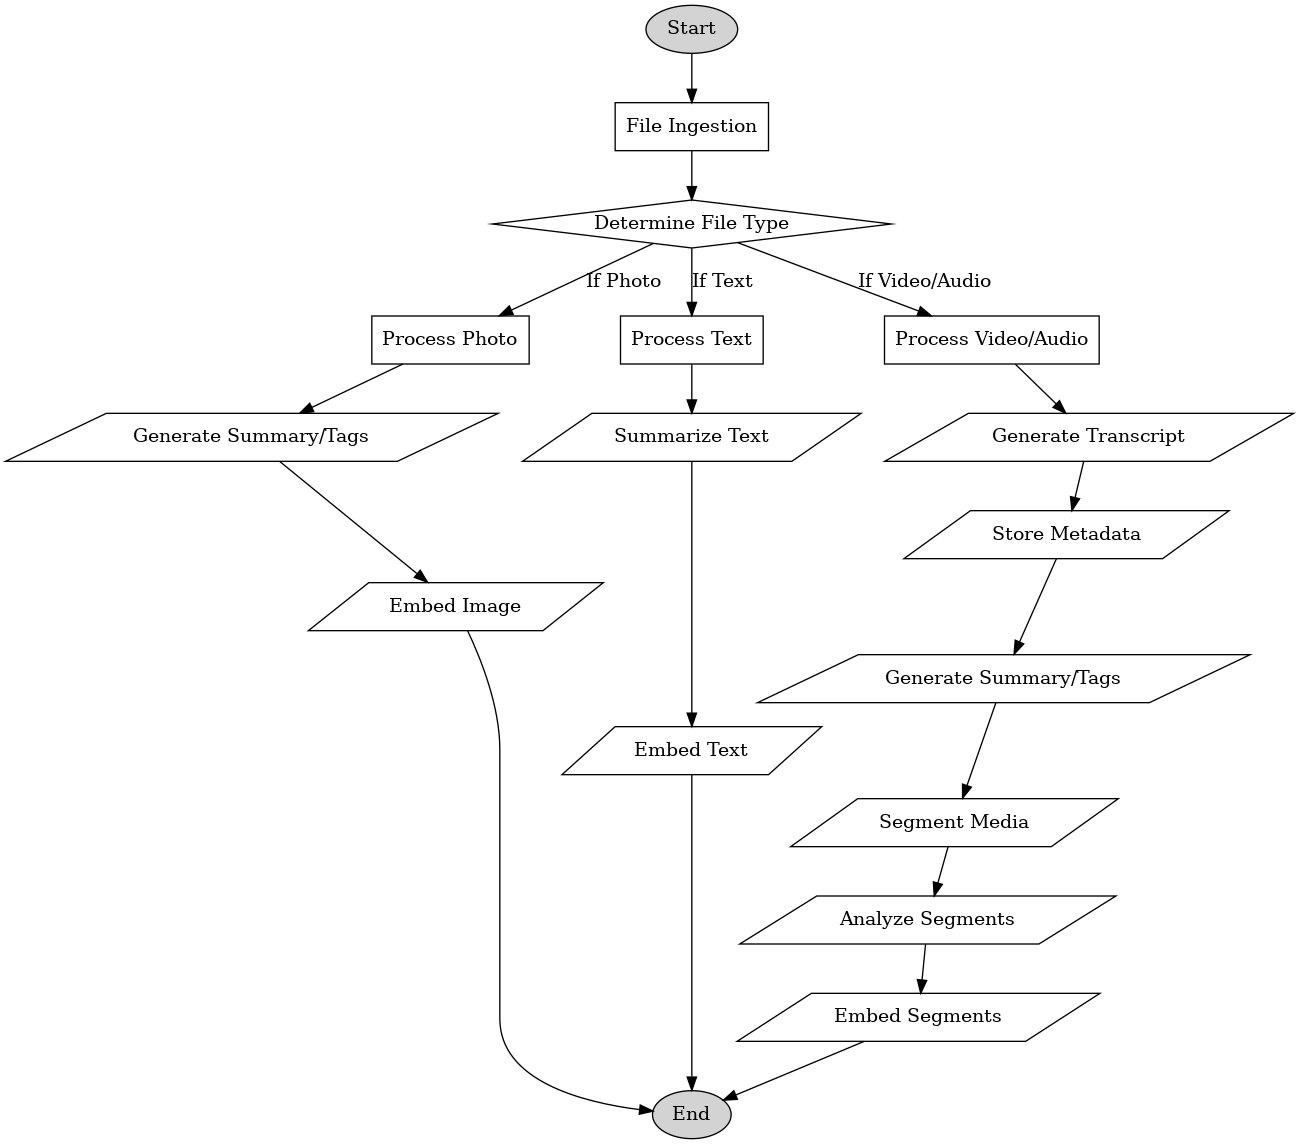 Start
File Ingestion
Determine File Type
If Photo
If Text
If Video/Audio
Process Photo
Process Text
Process Video/Audio
Generate Summary/Tags
Summarize Text
Generate Transcript
Store Metadata
Embed Image
Generate Summary/Tags
Embed Text
Segment Media
Analyze Segments
Embed Segments
End